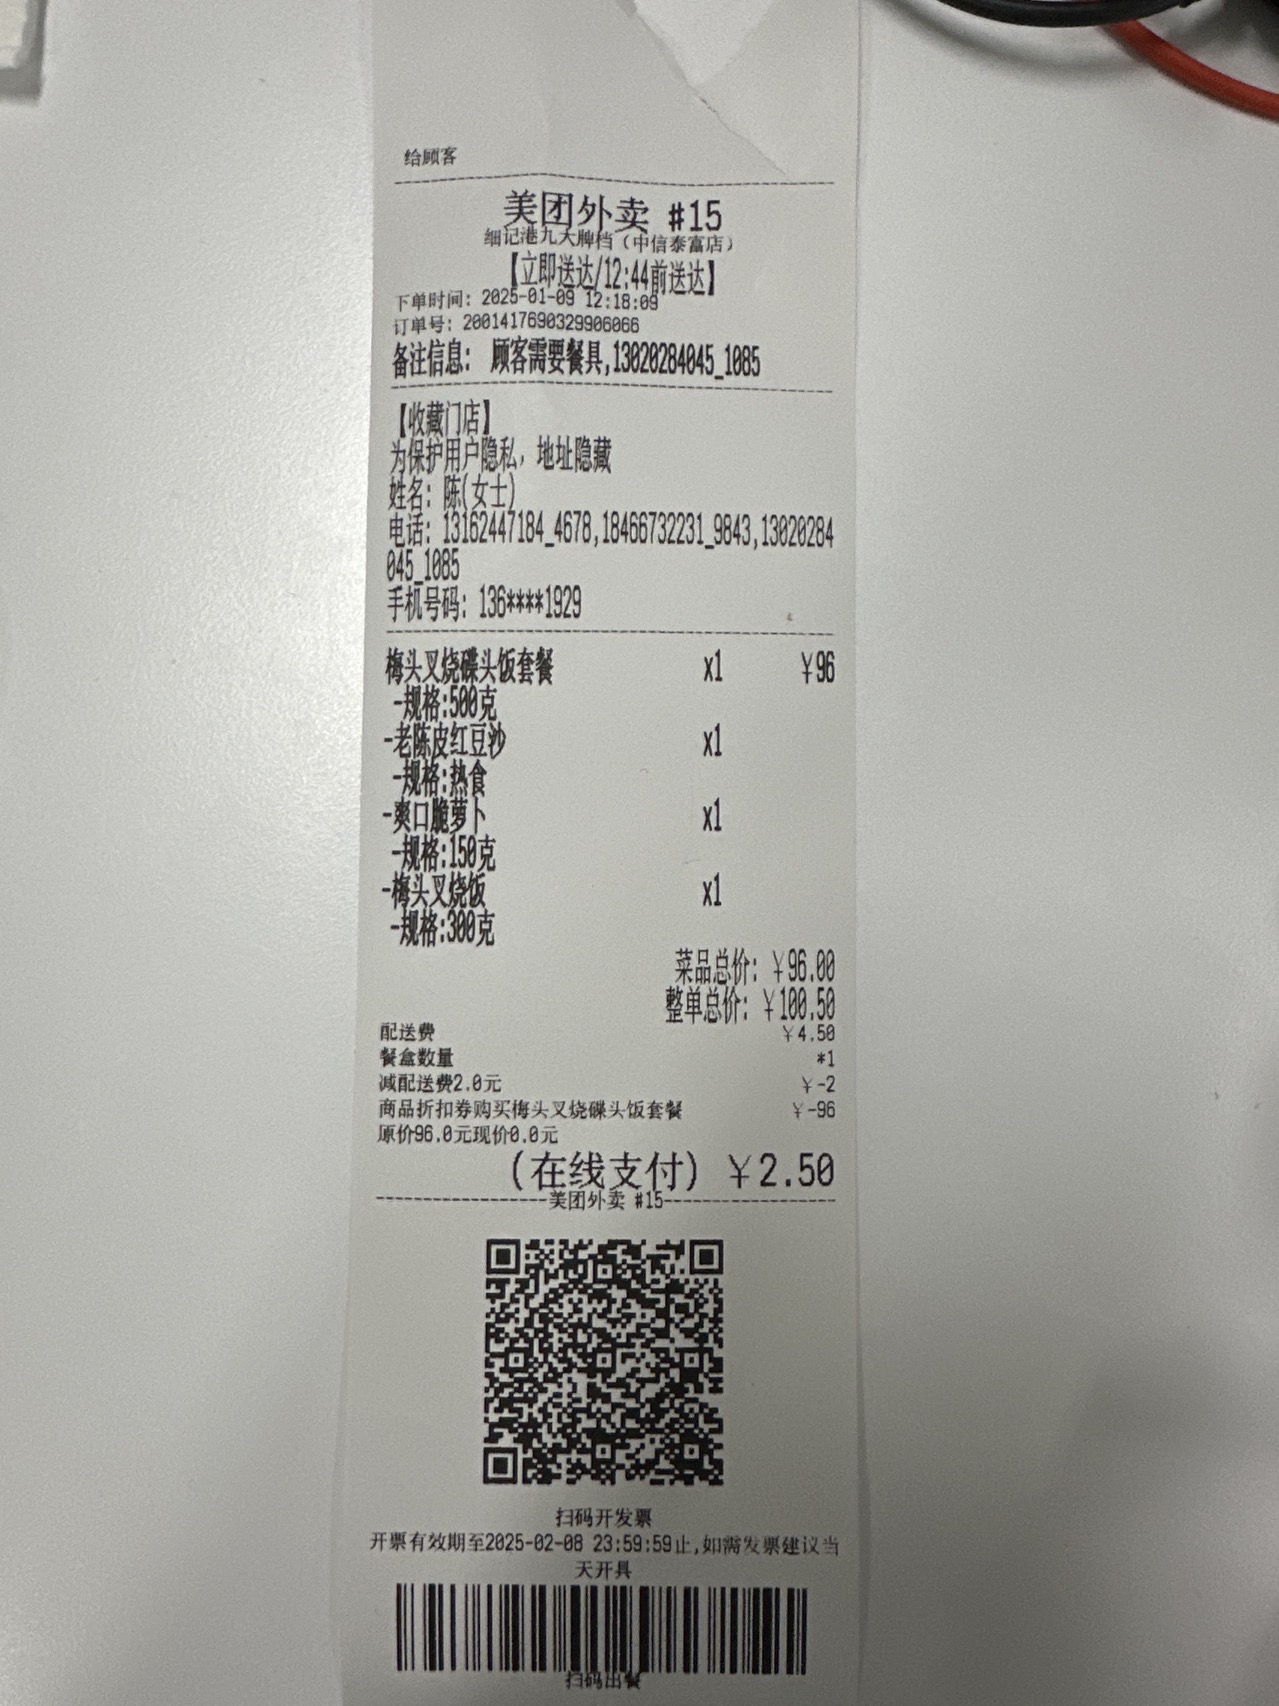 给顾客
美团外卖 #15
细记港九大牌档（中信泰富店）
【立即送达/12:44前送达】
下单时间: 2025-01-09 12:18:09
订单号: 2001417690329906066
备注信息: 顾客需要餐具,13020284045_1085
【收藏门店】
为保护用户隐私，地址隐藏
姓名: 陈(女士)
电话: 13162447184_4678,18466732231_9843,13020284
045_1085
手机号码: 136****1929
梅头叉烧碟头饭套餐 x1 ￥96
-规格:500克
-老陈皮红豆沙 x1
-规格:热食
-爽口脆萝卜 x1
-规格:150克
-梅头叉烧饭 x1
-规格:300克
菜品总价: ￥96.00
整单总价: ￥100.50
配送费 ￥4.50
餐盒数量 *1
减配送费2.0元 ￥-2
商品折扣券购买梅头叉烧碟头饭套餐 ￥-96
原价96.0元现价0.0元
(在线支付) ￥2.50
美团外卖 #15
扫码开发票
开票有效期至2025-02-08 23:59:59止,如需发票建议当
天开具
扫码出餐